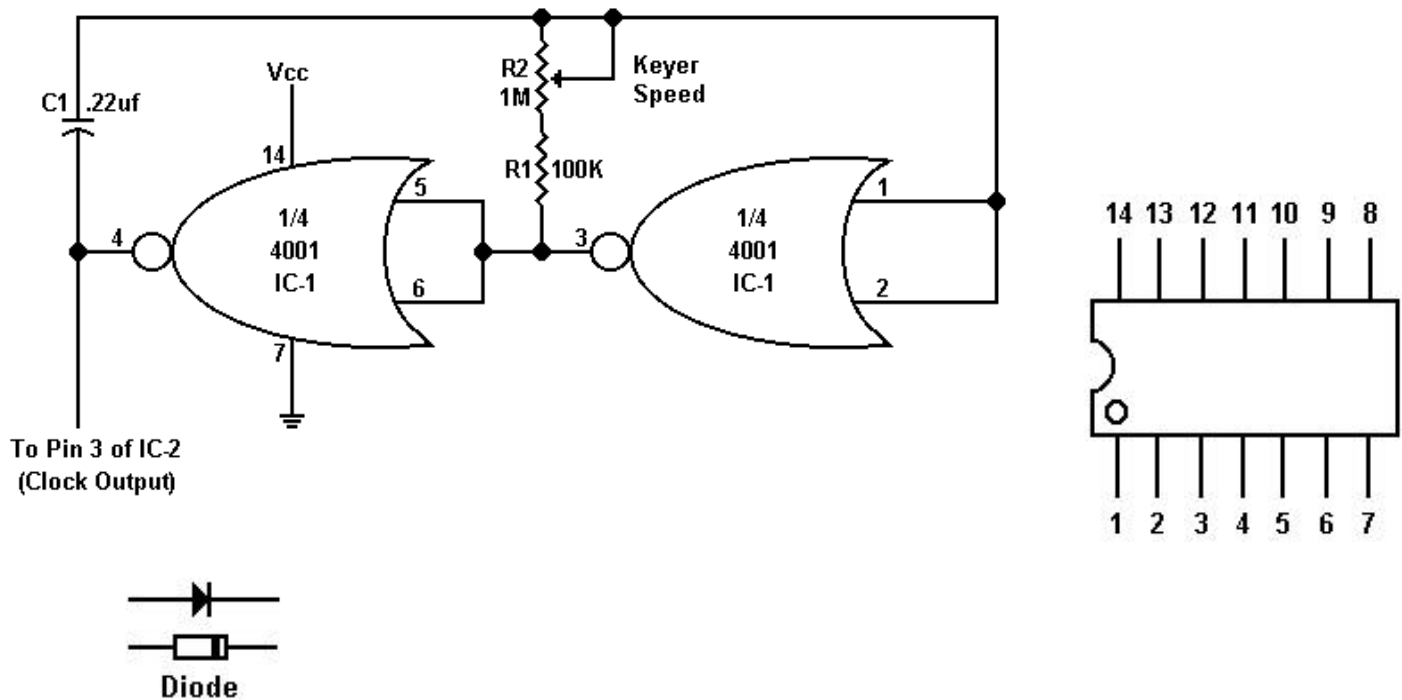 C1 .22uf
Vcc
14
1/4
4001
IC-1
4
5
6
7
R2
1M
Keyer
Speed
R1 100K
3
1/4
4001
IC-1
1
2
To Pin 3 of IC-2
(Clock Output)
14 13 12 11 10 9 8
1 2 3 4 5 6 7
Diode